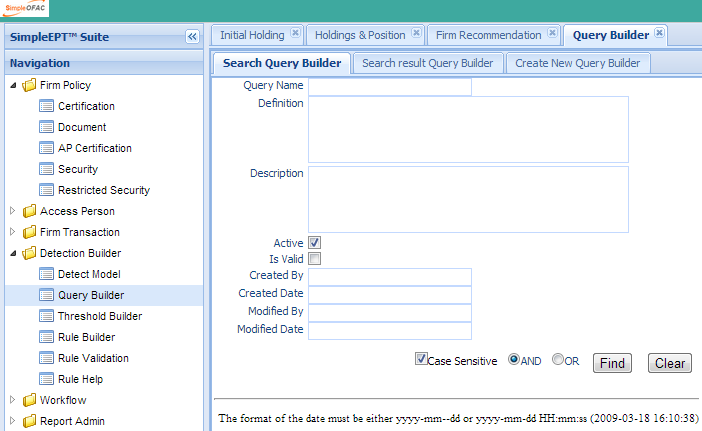 SimpleOFAC
SimpleEPT™ Suite
Navigation
Firm Policy
Certification
Document
AP Certification
Security
Restricted Security
Access Person
Firm Transaction
Detection Builder
Detect Model
Query Builder
Threshold Builder
Rule Builder
Rule Validation
Rule Help
Workflow
Report Admin
Initial Holding Holdings & Position Firm Recommendation Query Builder
Search Query Builder Search result Query Builder Create New Query Builder
Query Name
Definition
Description
Active
Is Valid
Created By
Created Date
Modified By
Modified Date
Case Sensitive AND OR Find Clear
The format of the date must be either yyyy-mm--dd or yyyy-mm-dd HH:mm:ss (2009-03-18 16:10:38)